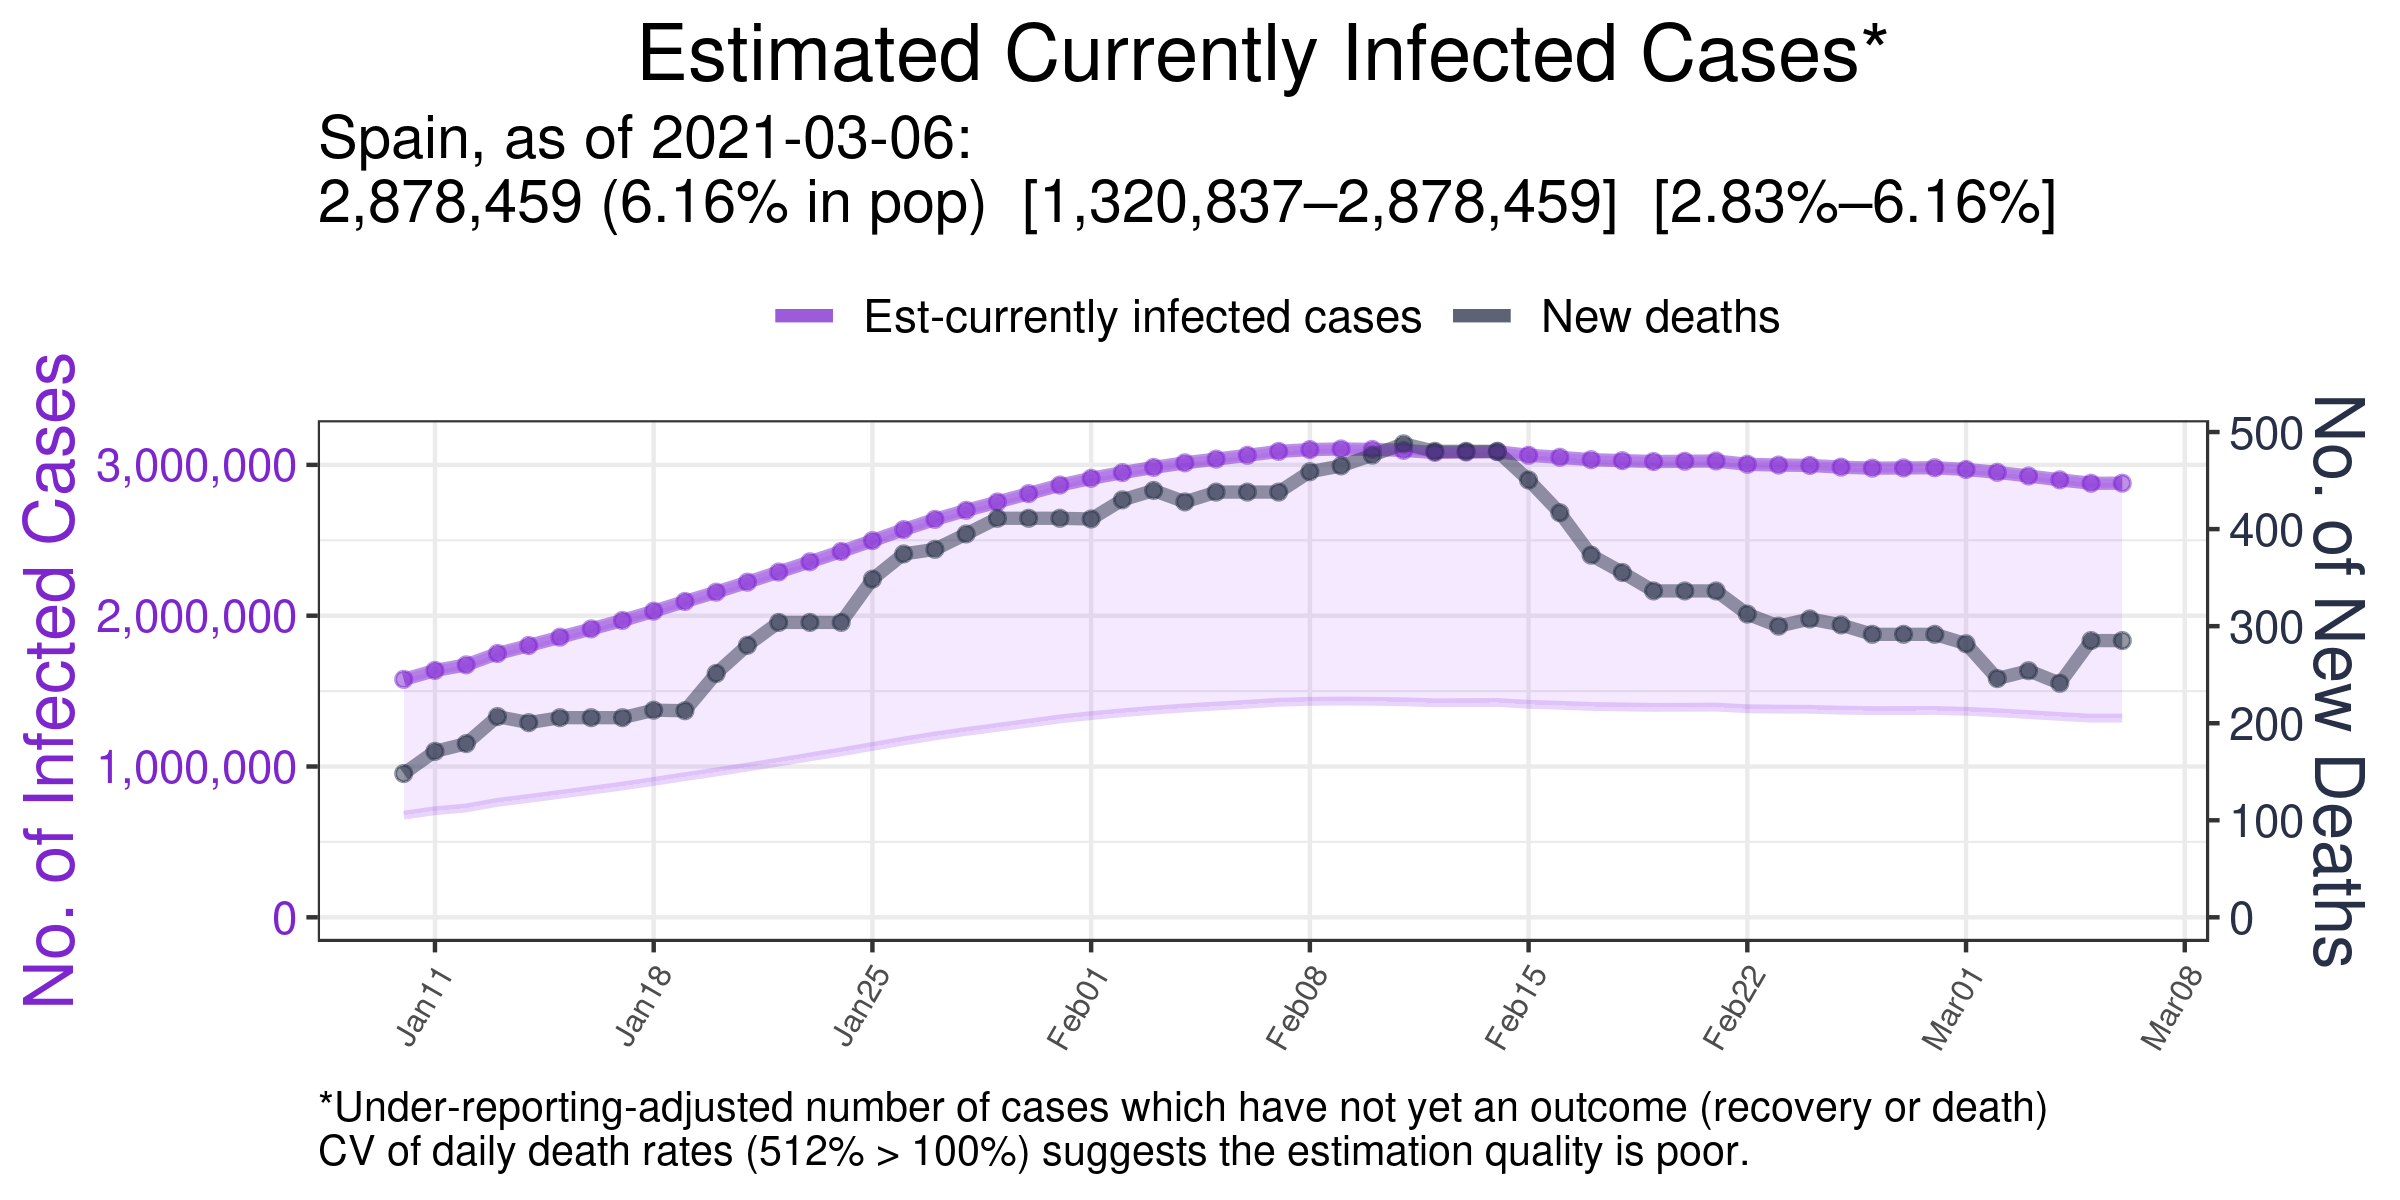 Estimated Currently Infected Cases*
Spain, as of 2021-03-06:
2,878,459 (6.16% in pop)  [1,320,837–2,878,459]  [2.83%–6.16%]
Est-currently infected cases
New deaths
No. of Infected Cases
3,000,000
2,000,000
1,000,000
0
500
400
300
200
100
0
No. of New Deaths
Jan11
Jan18
Jan25
Feb01
Feb08
Feb15
Feb22
Mar01
Mar08
*Under-reporting-adjusted number of cases which have not yet an outcome (recovery or death)
CV of daily death rates (512% > 100%) suggests the estimation quality is poor.